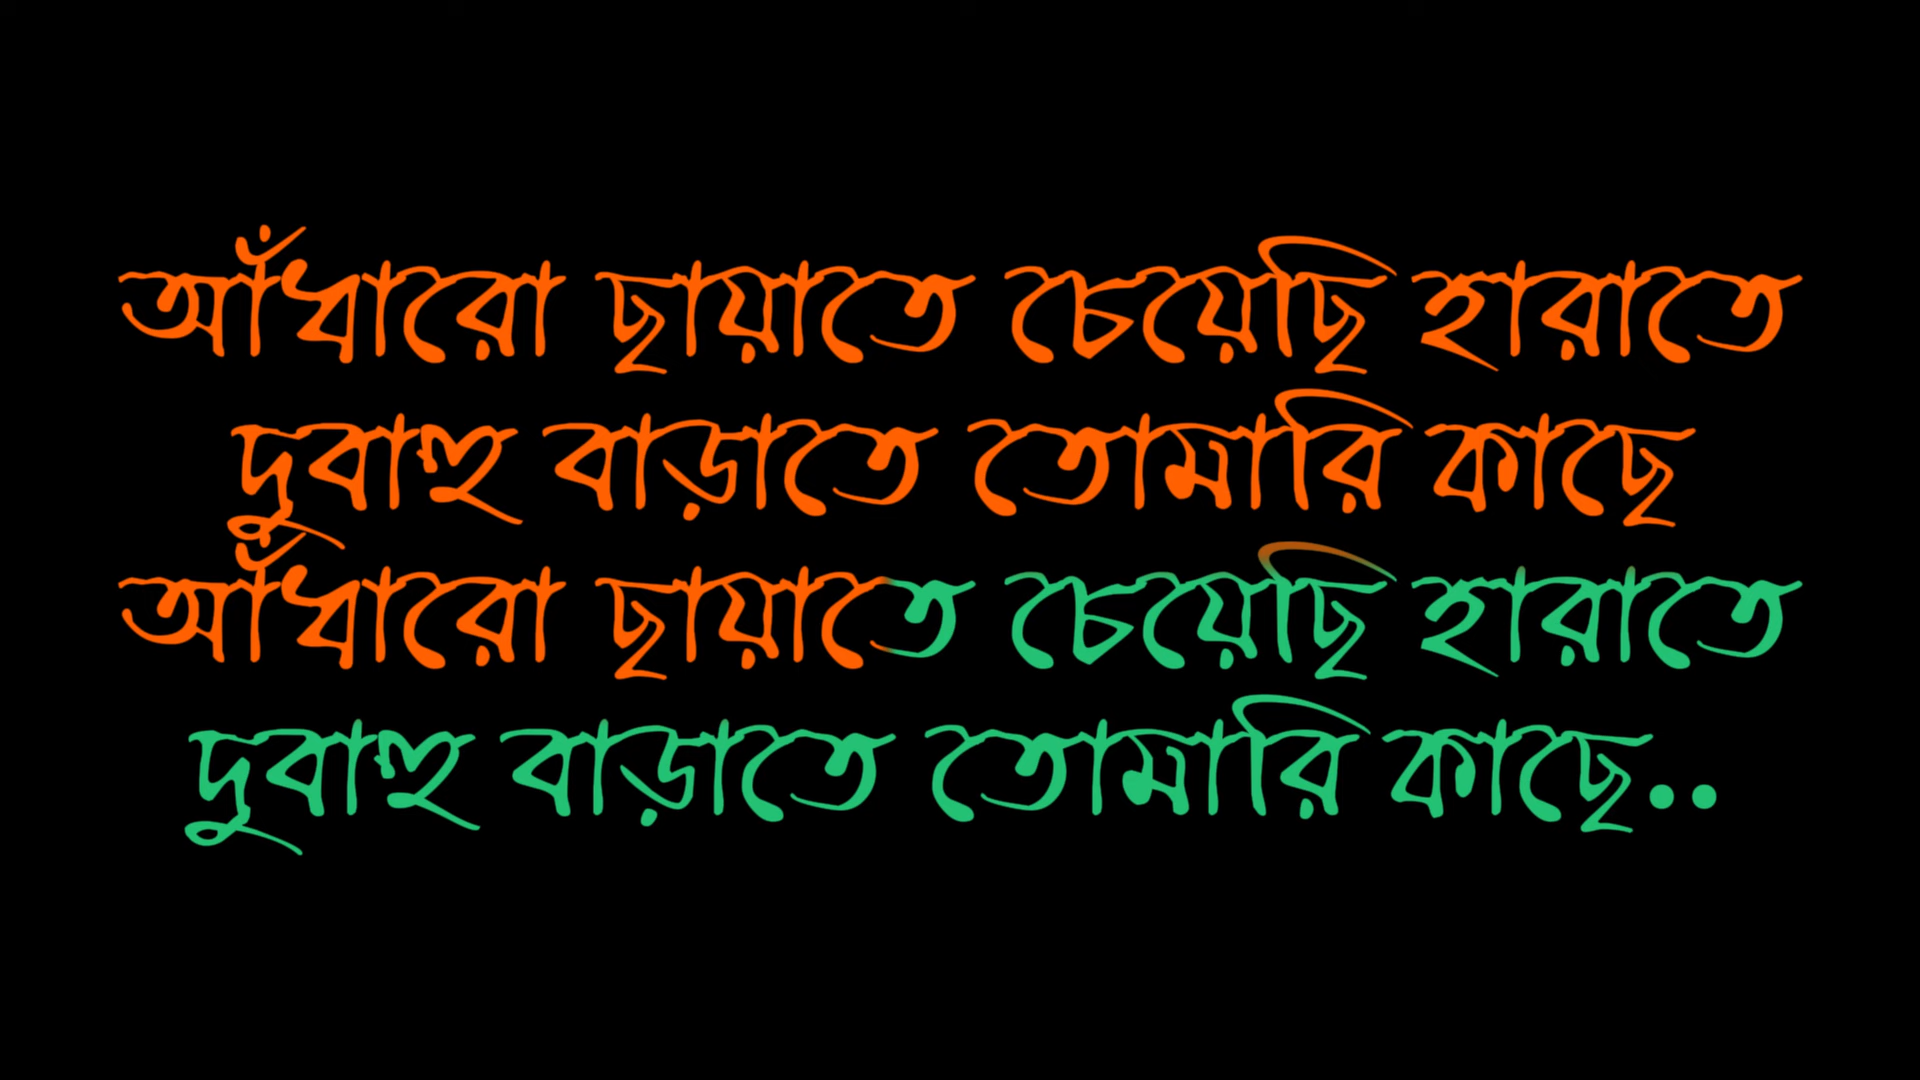 আঁধারো ছায়াতে চেয়েছি হারাতে
দুবাহু বাড়াতে তোমারি কাছে
আঁধারো ছায়াতে চেয়েছি হারাতে
দুবাহু বাড়াতে তোমারি কাছে..